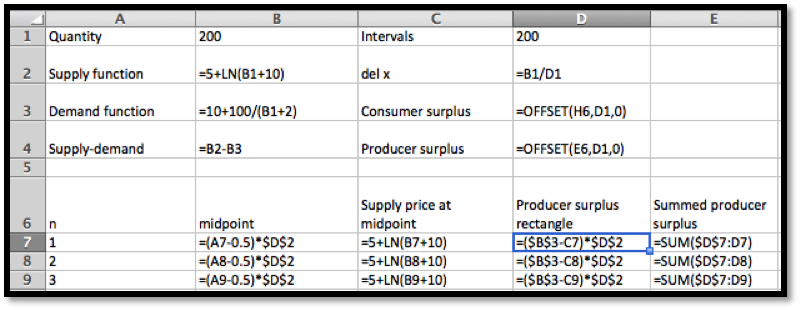 A B C D E
1 Quantity 200 Intervals 200
2 Supply function =5+LN(B1+10) del x =B1/D1
3 Demand function =10+100/(B1+2) Consumer surplus =OFFSET(H6,D1,0)
4 Supply-demand =B2-B3 Producer surplus =OFFSET(E6,D1,0)
5
Supply price at Producer surplus Summed producer
6 n midpoint midpoint rectangle surplus
7 1 =(A7-0.5)*$D$2 =5+LN(B7+10) =($B$3-C7)*$D$2 =SUM($D$7:D7)
8 2 =(A8-0.5)*$D$2 =5+LN(B8+10) =($B$3-C8)*$D$2 =SUM($D$7:D8)
9 3 =(A9-0.5)*$D$2 =5+LN(B9+10) =($B$3-C9)*$D$2 =SUM($D$7:D9)